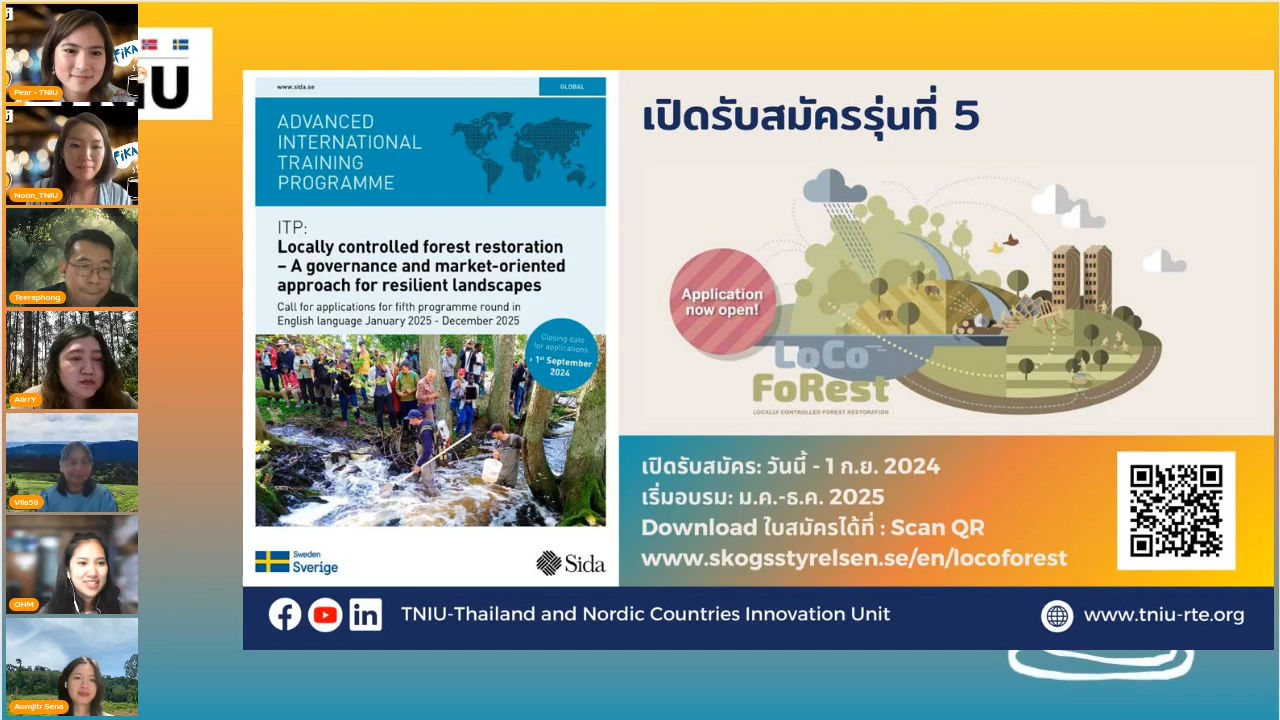 Pear - TNIU
Noon_TNIU
Teeraphong
AiirrY
Vila58
OHM
Aomjitr Sena
FIKA
FIKA
www.sida.se
GLOBAL
ADVANCED
INTERNATIONAL
TRAINING
PROGRAMME
ITP:
Locally controlled forest restoration
– A governance and market-oriented
approach for resilient landscapes
Call for applications for fifth programme round in
English language January 2025 - December 2025
Closing date
for applications:
1st September
2024
Sweden
Sverige
Sida
เปิดรับสมัครรุ่นที่ 5
Application
now open!
LoCo
FoRest
LOCALLY CONTROLLED FOREST RESTORATION
เปิดรับสมัคร: วันนี้ - 1 ก.ย. 2024
เริ่มอบรม: ม.ค.-ธ.ค. 2025
Download ใบสมัครได้ที่ : Scan QR
www.skogsstyrelsen.se/en/locoforest
TNIU-Thailand and Nordic Countries Innovation Unit
www.tniu-rte.org